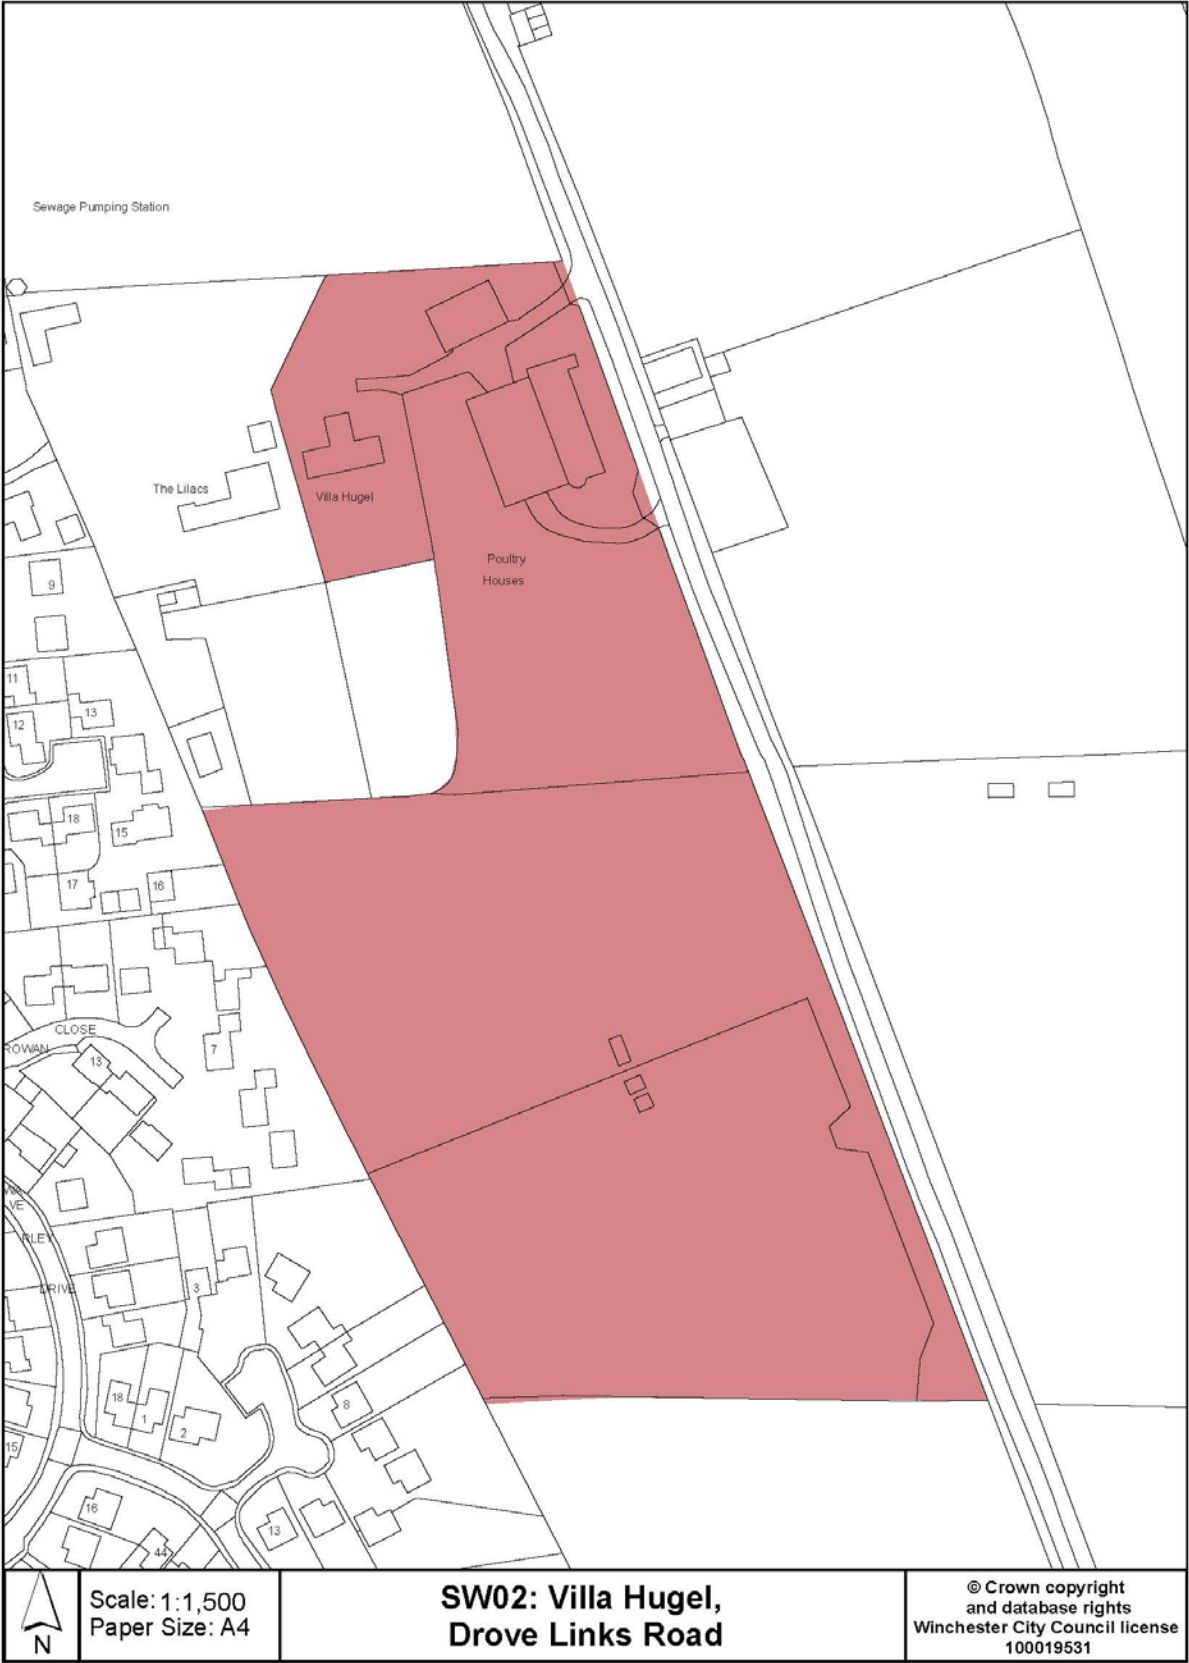 Sewage Pumping Station
The Lilacs
Villa Hugel
Poultry
Houses
9
11
12
13
18
15
17
16
CLOSE
ROWAN
13
7
VE
RLEY
DRIVE
3
18
1
2
8
15
16
13
44
N
Scale: 1:1,500
Paper Size: A4
SW02: Villa Hugel,
Drove Links Road
© Crown copyright
and database rights
Winchester City Council license
100019531